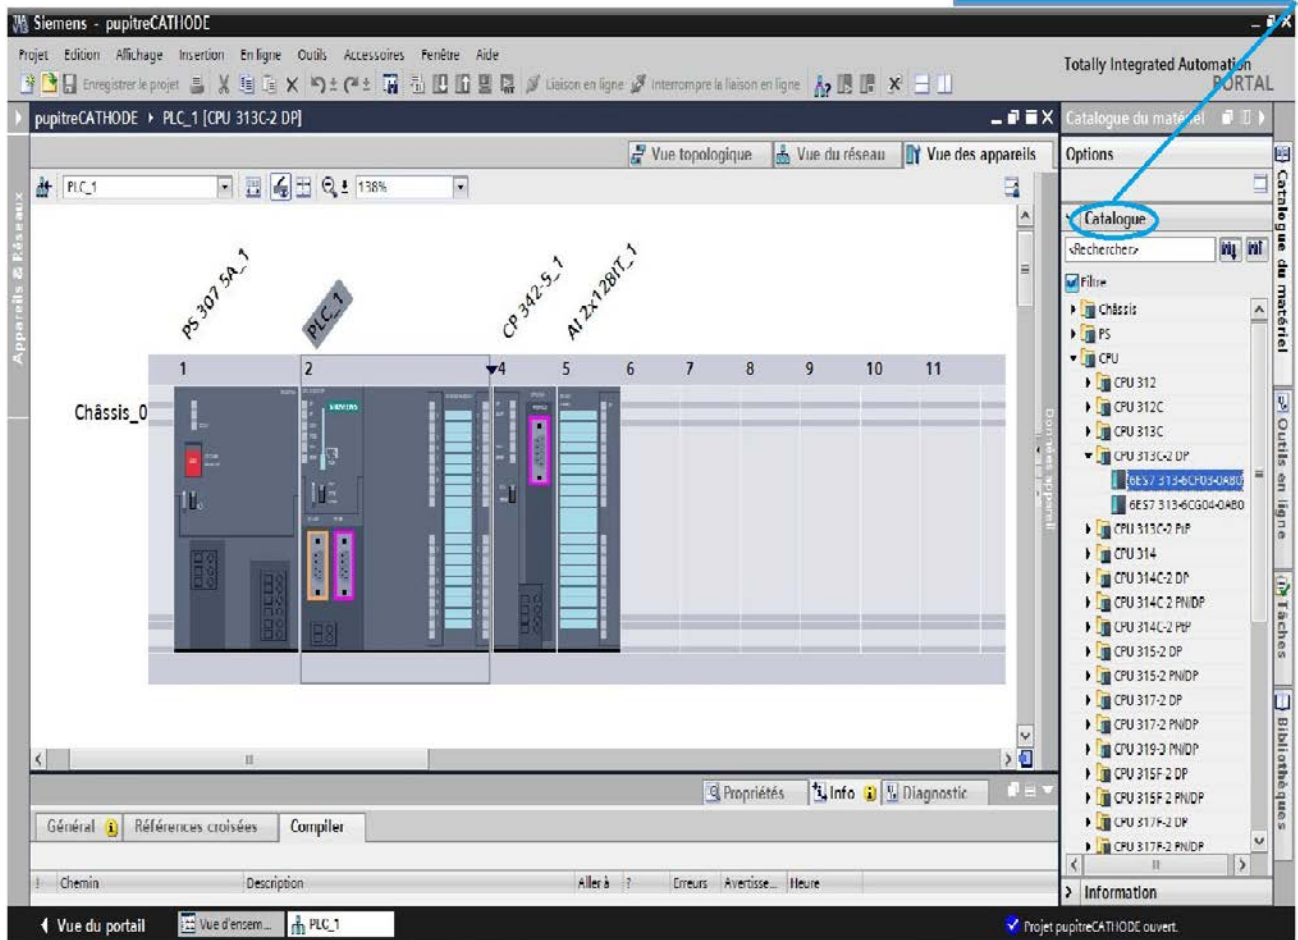 Siemens - pupitreCATHODE
Projet Edition Affichage Insertion En ligne Outils Accessoires Fenêtre Aide
Totally Integrated Automation
PORTAL
Enregistrer le projet Liaison en ligne Interrompre la liaison en ligne
pupitreCATHODE PLC_1 [CPU 313C-2 DP]
Catalogue du matériel
Vue topologique Vue du réseau Vue des appareils
Options
PLC_1 138%
Catalogue
<Rechercher>
Filtre
Châssis
PS
CPU
CPU 312
CPU 312C
CPU 313C
CPU 313C-2 DP
6ES7 313-6CF03-0AB0
6ES7 313-6CG04-0AB0
CPU 313C-2 PtP
CPU 314
CPU 314C-2 DP
CPU 314C-2 PN/DP
CPU 314C-2 PtP
CPU 315-2 DP
CPU 315-2 PN/DP
CPU 317-2 DP
CPU 317-2 PN/DP
CPU 319-3 PN/DP
CPU 315F-2 DP
CPU 315F-2 PN/DP
CPU 317F-2 DP
CPU 317F-2 PN/DP
Information
Appareils & Réseaux
PS 307 5A_1
PLC_1
CP 342-5_1
AI 2x12BIT_1
1 2 4 5 6 7 8 9 10 11
Châssis_0
SIEMENS
Données appareil
Catalogue du matériel
Outils en ligne
Tâches
Bibliothèques
Propriétés Info Diagnostic
Général Références croisées Compiler
! Chemin Description Aller à ? Erreurs Avertisse... Heure
Vue du portail Vue d'ensem... PLC_1
Projet pupitreCATHODE ouvert.